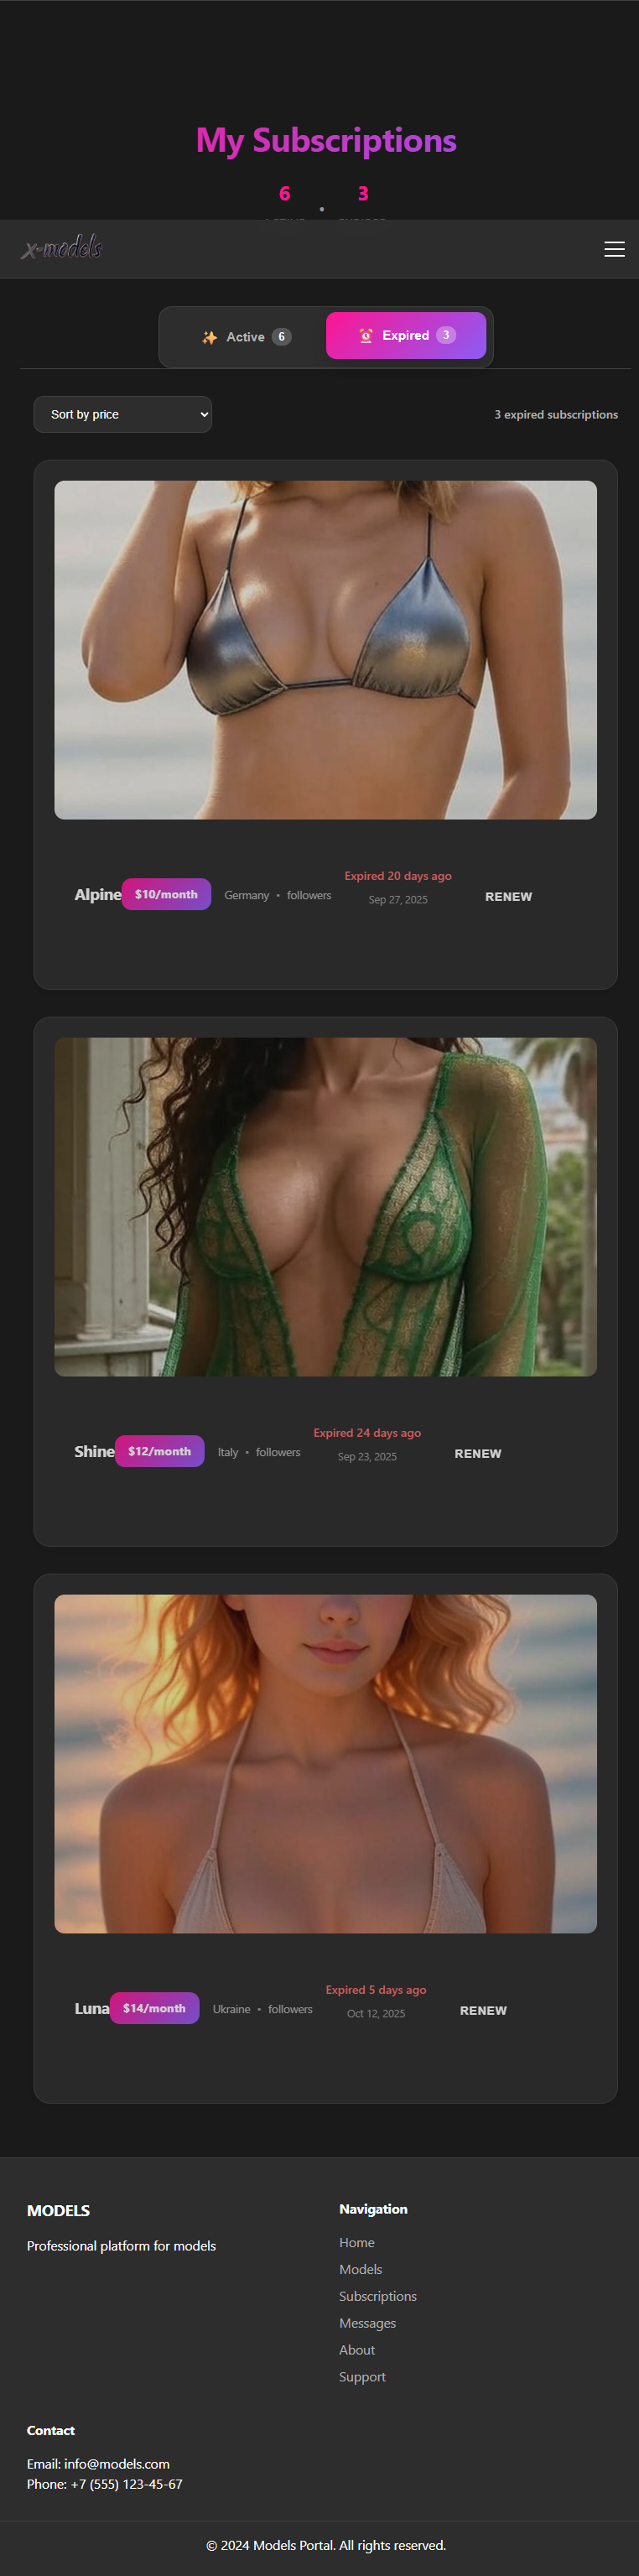 My Subscriptions
6 • 3
x-models
✨ Active 6
⏰ Expired 3
Sort by price
3 expired subscriptions
Expired 20 days ago
Alpine $10/month Germany • followers RENEW
Sep 27, 2025
Expired 24 days ago
Shine $12/month Italy • followers RENEW
Sep 23, 2025
Expired 5 days ago
Luna $14/month Ukraine • followers RENEW
Oct 12, 2025
MODELS
Professional platform for models
Navigation
Home
Models
Subscriptions
Messages
About
Support
Contact
Email: info@models.com
Phone: +7 (555) 123-45-67
© 2024 Models Portal. All rights reserved.